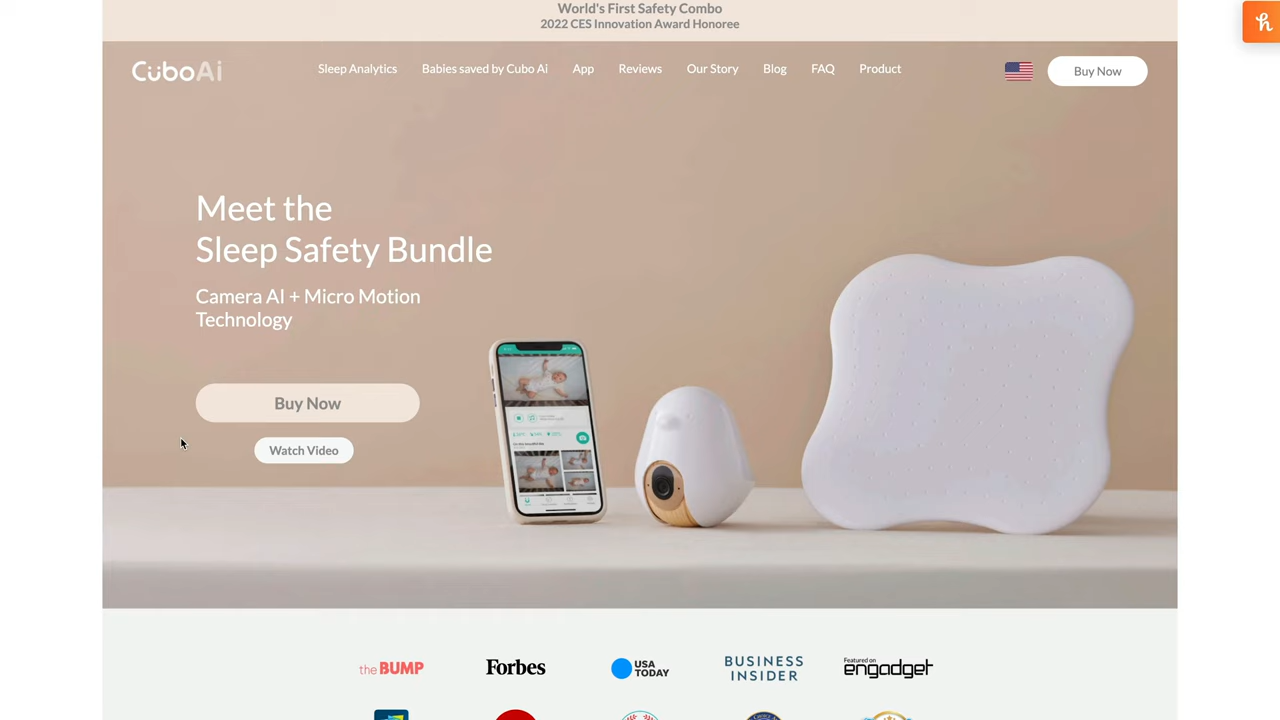 World's First Safety Combo
2022 CES Innovation Award Honoree
CuboAi
Sleep Analytics
Babies saved by Cubo Ai
App
Reviews
Our Story
Blog
FAQ
Product
Buy Now
Meet the
Sleep Safety Bundle
Camera AI + Micro Motion
Technology
Buy Now
Watch Video
the BUMP
Forbes
USA
TODAY
BUSINESS
INSIDER
Featured on
engadget